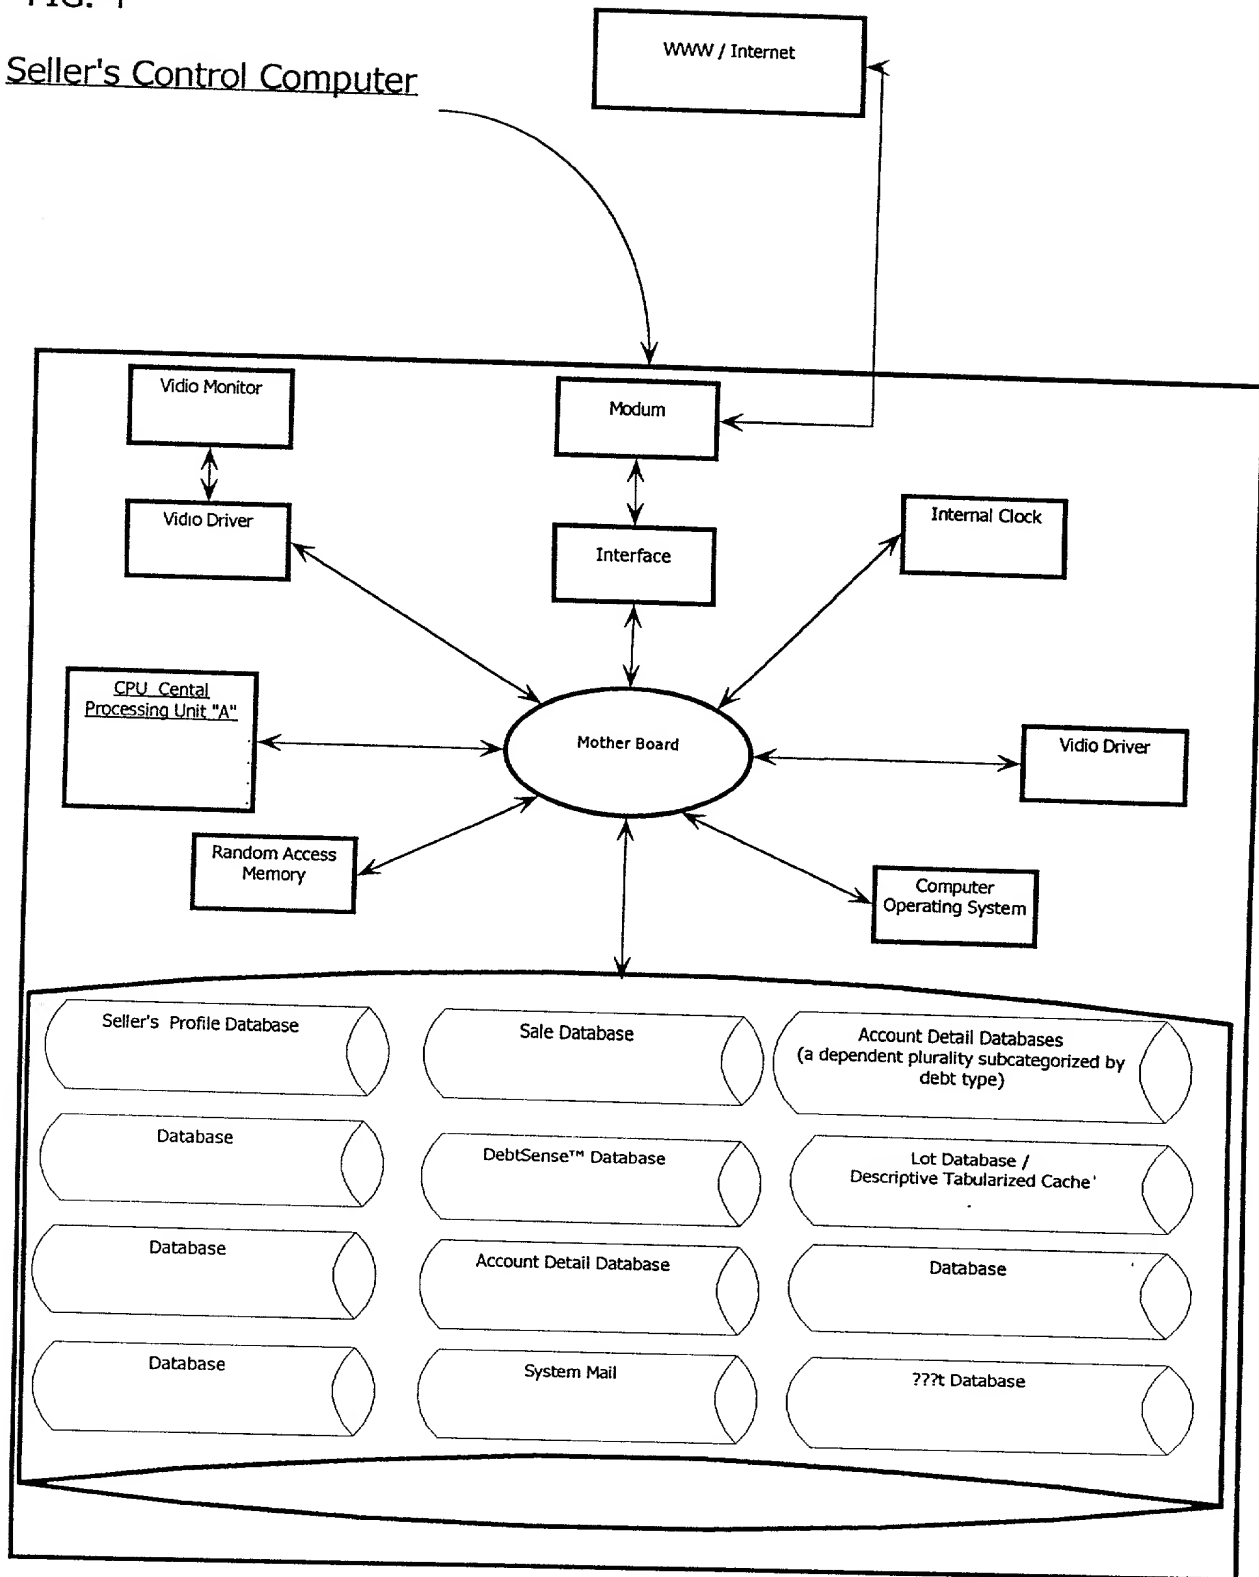 FIG.
Seller's Control Computer
WWW / Internet
Vidio Monitor
Modum
Vidio Driver
Interface
Internal Clock
CPU Cental
Processing Unit "A"
Mother Board
Vidio Driver
Random Access
Memory
Computer
Operating System
Seller's Profile Database
Sale Database
Account Detail Databases
(a dependent plurality subcategorized by
debt type)
Database
DebtSense™ Database
Lot Database /
Descriptive Tabularized Cache'
Database
Account Detail Database
Database
Database
System Mail
???t Database